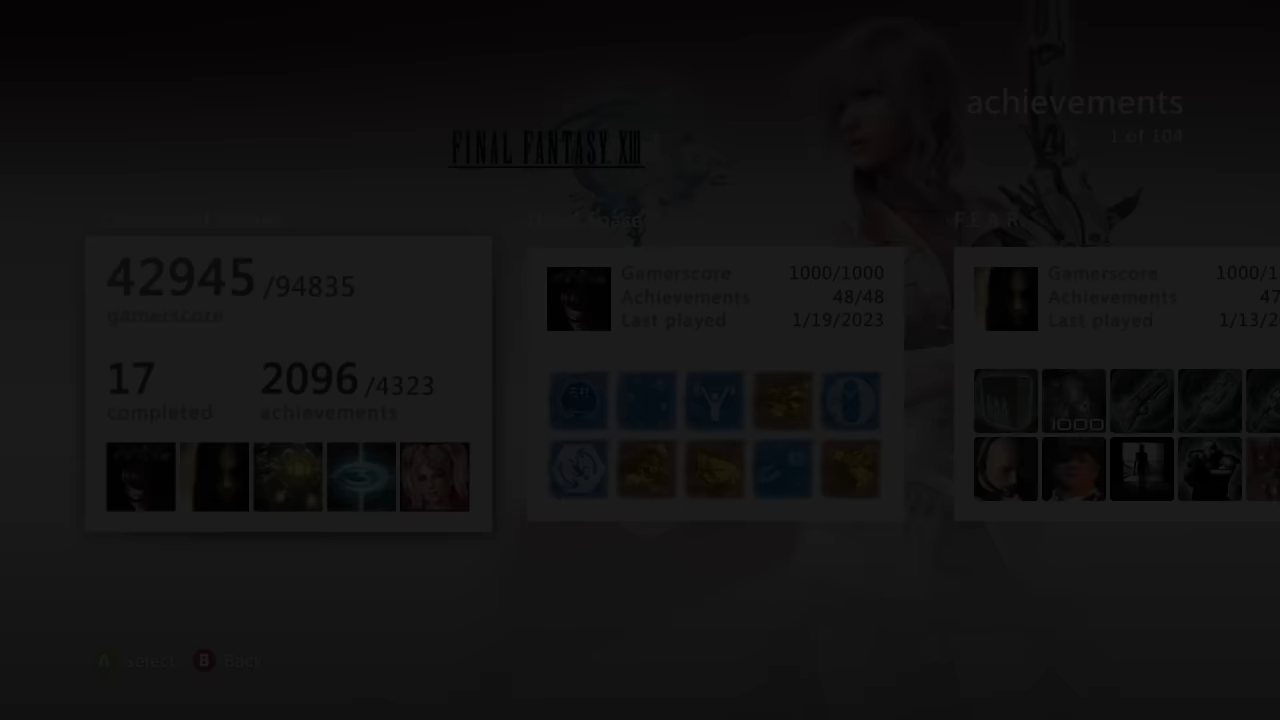 achievements
1 of 104
FINAL FANTASY XIII
F.E.A.R.
42945 /94835
gamerscore
17
2096 /4323
completed
achievements
Gamerscore 1000/1000
Achievements 48/48
Last played 1/19/2023
Gamerscore 1000/1
Achievements 47
Last played 1/13/2
1000
A Select B Back